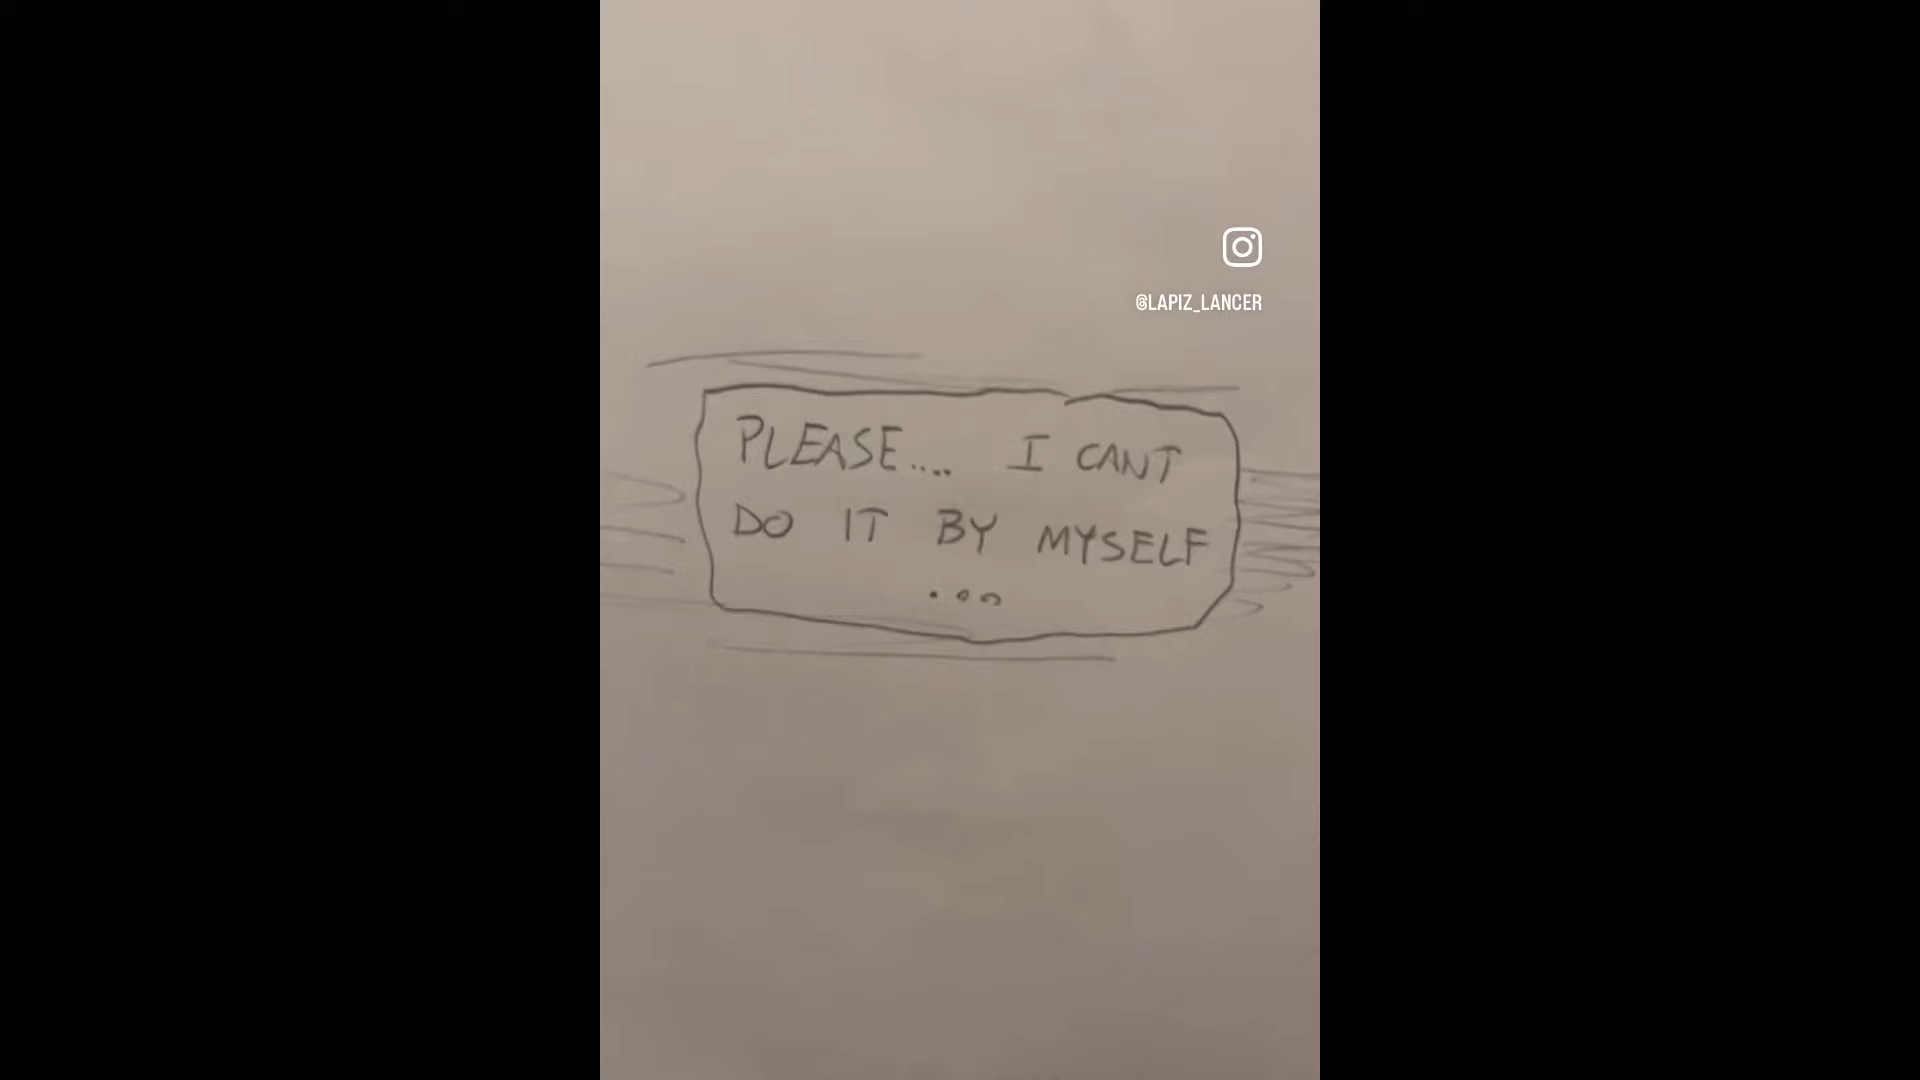 @LAPIZ_LANCER
PLEASE.... I CANT
DO IT BY MYSELF
...